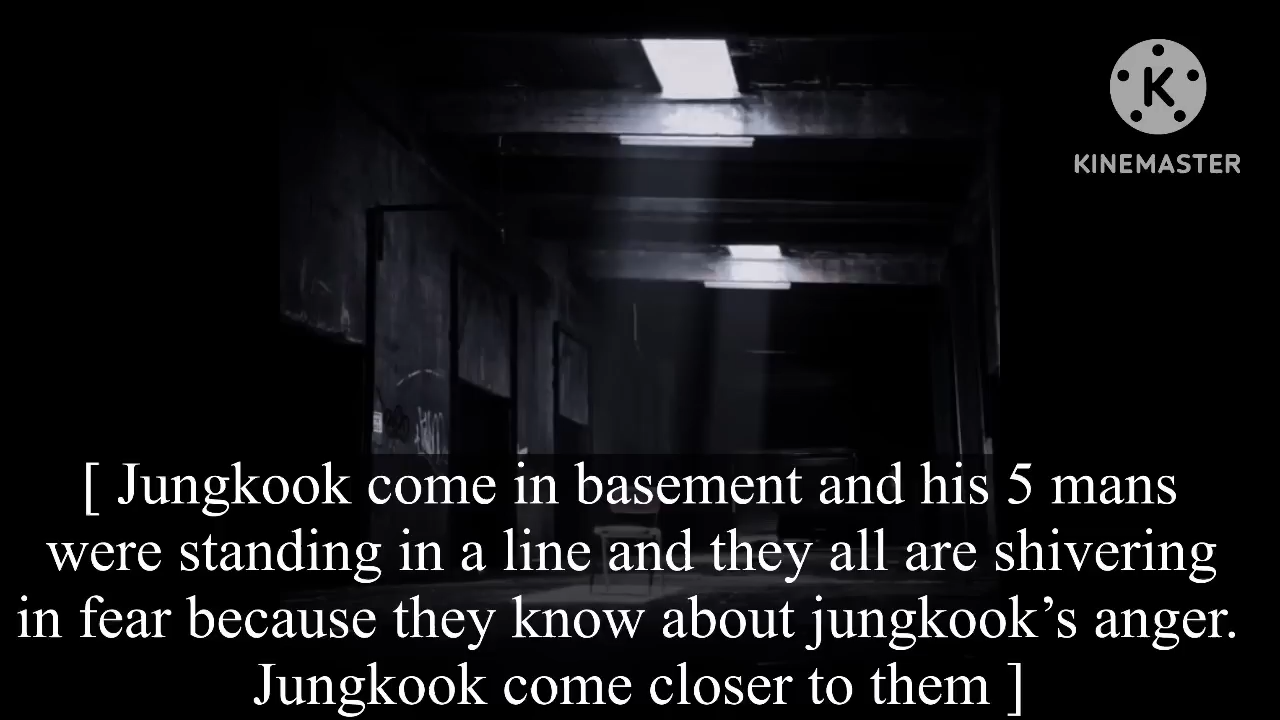 K
KINEMASTER
[ Jungkook come in basement and his 5 mans
were standing in a line and they all are shivering
in fear because they know about jungkook’s anger.
Jungkook come closer to them ]